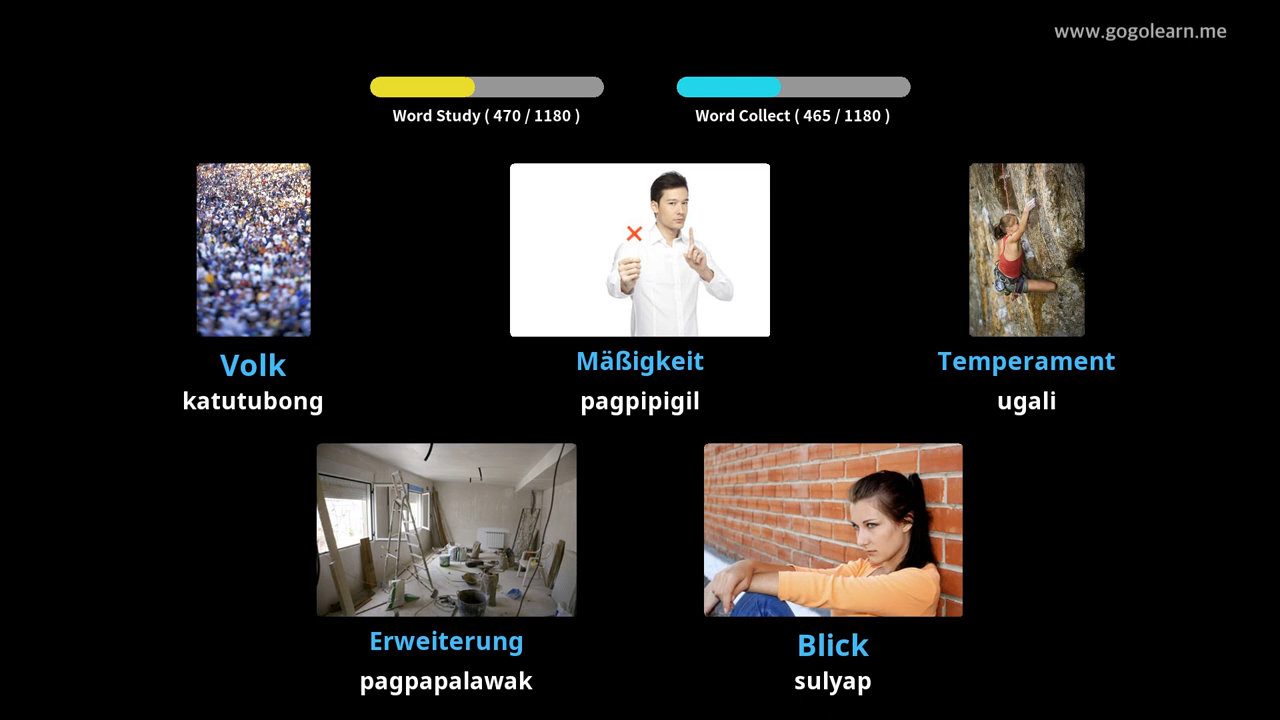 www.gogolearn.me
Word Study ( 470 / 1180 )
Word Collect ( 465 / 1180 )
Volk
katutubong
Mäßigkeit
pagpipigil
Temperament
ugali
Erweiterung
pagpapalawak
Blick
sulyap